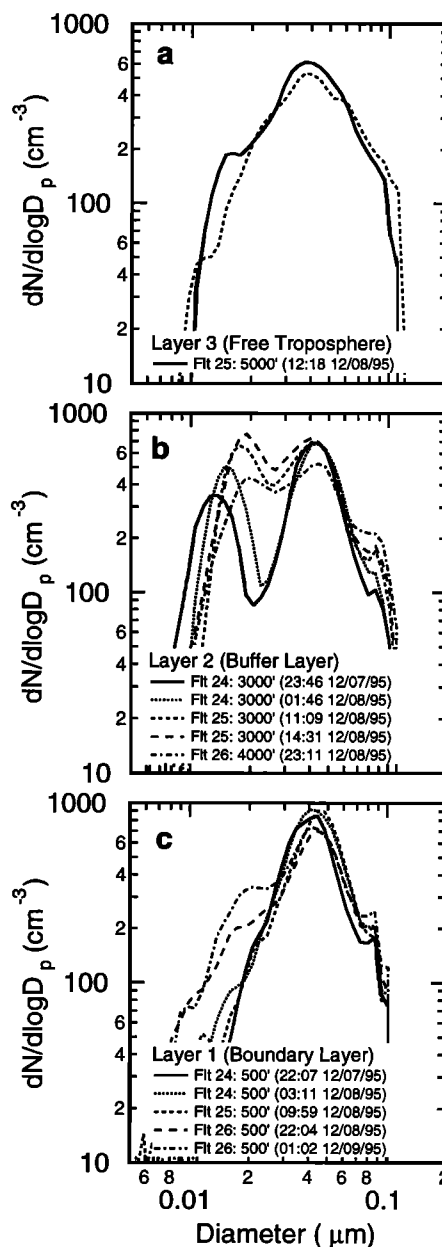 1000
6
4
2
100
6
4
2
10
dN/dlogD p (cm-3)
a
Layer 3 (Free Troposphere)
Flt 25: 5000' (12:18 12/08/95)
1000
6
4
2
100
6
4
2
10
dN/dlogD p (cm-3)
b
Layer 2 (Buffer Layer)
Flt 24: 3000' (23:46 12/07/95)
Flt 24: 3000' (01:46 12/08/95)
Flt 25: 3000' (11:09 12/08/95)
Flt 25: 3000' (14:31 12/08/95)
Flt 26: 4000' (23:11 12/08/95)
1000
6
4
2
100
6
4
2
10
dN/dlogD p (cm-3)
c
Layer 1 (Boundary Layer)
Flt 24: 500' (22:07 12/07/95)
Flt 24: 500' (03:11 12/08/95)
Flt 25: 500' (09:59 12/08/95)
Flt 26: 500' (22:04 12/08/95)
Flt 26: 500' (01:02 12/09/95)
6 8 2 4 6 8 2
0.01 0.1
Diameter ( μm)